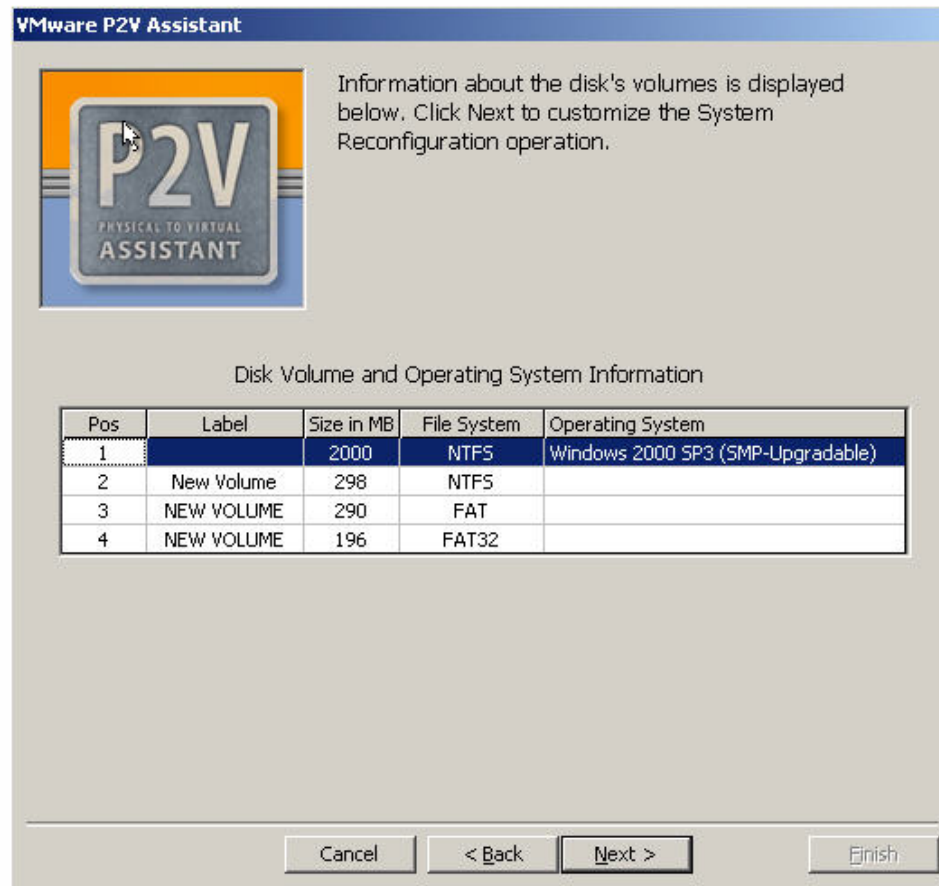 VMware P2V Assistant
P2V
PHYSICAL TO VIRTUAL
ASSISTANT
Information about the disk's volumes is displayed
below. Click Next to customize the System
Reconfiguration operation.
Disk Volume and Operating System Information
Pos Label Size in MB File System Operating System
1 2000 NTFS Windows 2000 SP3 (SMP-Upgradable)
2 New Volume 298 NTFS
3 NEW VOLUME 290 FAT
4 NEW VOLUME 196 FAT32
Cancel < Back Next > Finish